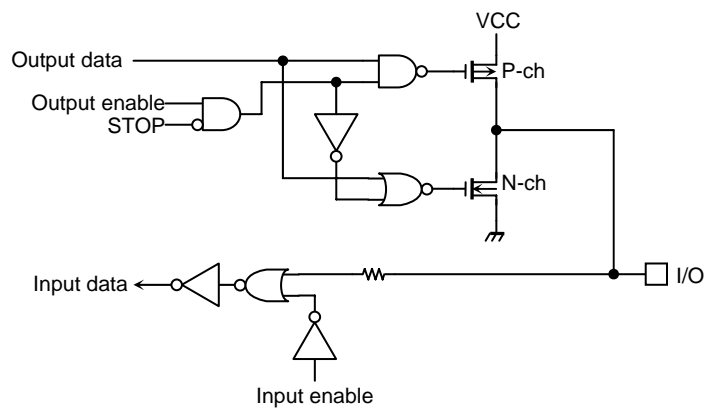 VCC
Output data
P-ch
Output enable
STOP
N-ch
Input data
I/O
Input enable